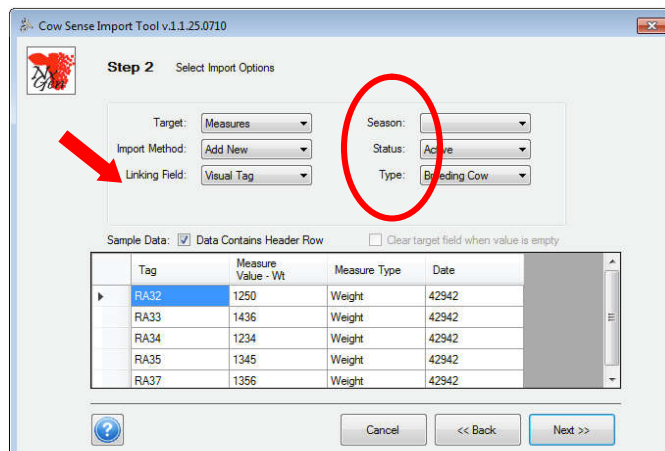 Cow Sense Import Tool v.1.1.25.0710
NX
Gen
Step 2 Select Import Options
Target: Measures Season:
Import Method: Add New Status: Active
Linking Field: Visual Tag Type: Breeding Cow
Sample Data: Data Contains Header Row Clear target field when value is empty
Tag Measure Value - Wt Measure Type Date
RA32 1250 Weight 42942
RA33 1436 Weight 42942
RA34 1234 Weight 42942
RA35 1345 Weight 42942
RA37 1356 Weight 42942
? Cancel << Back Next >>